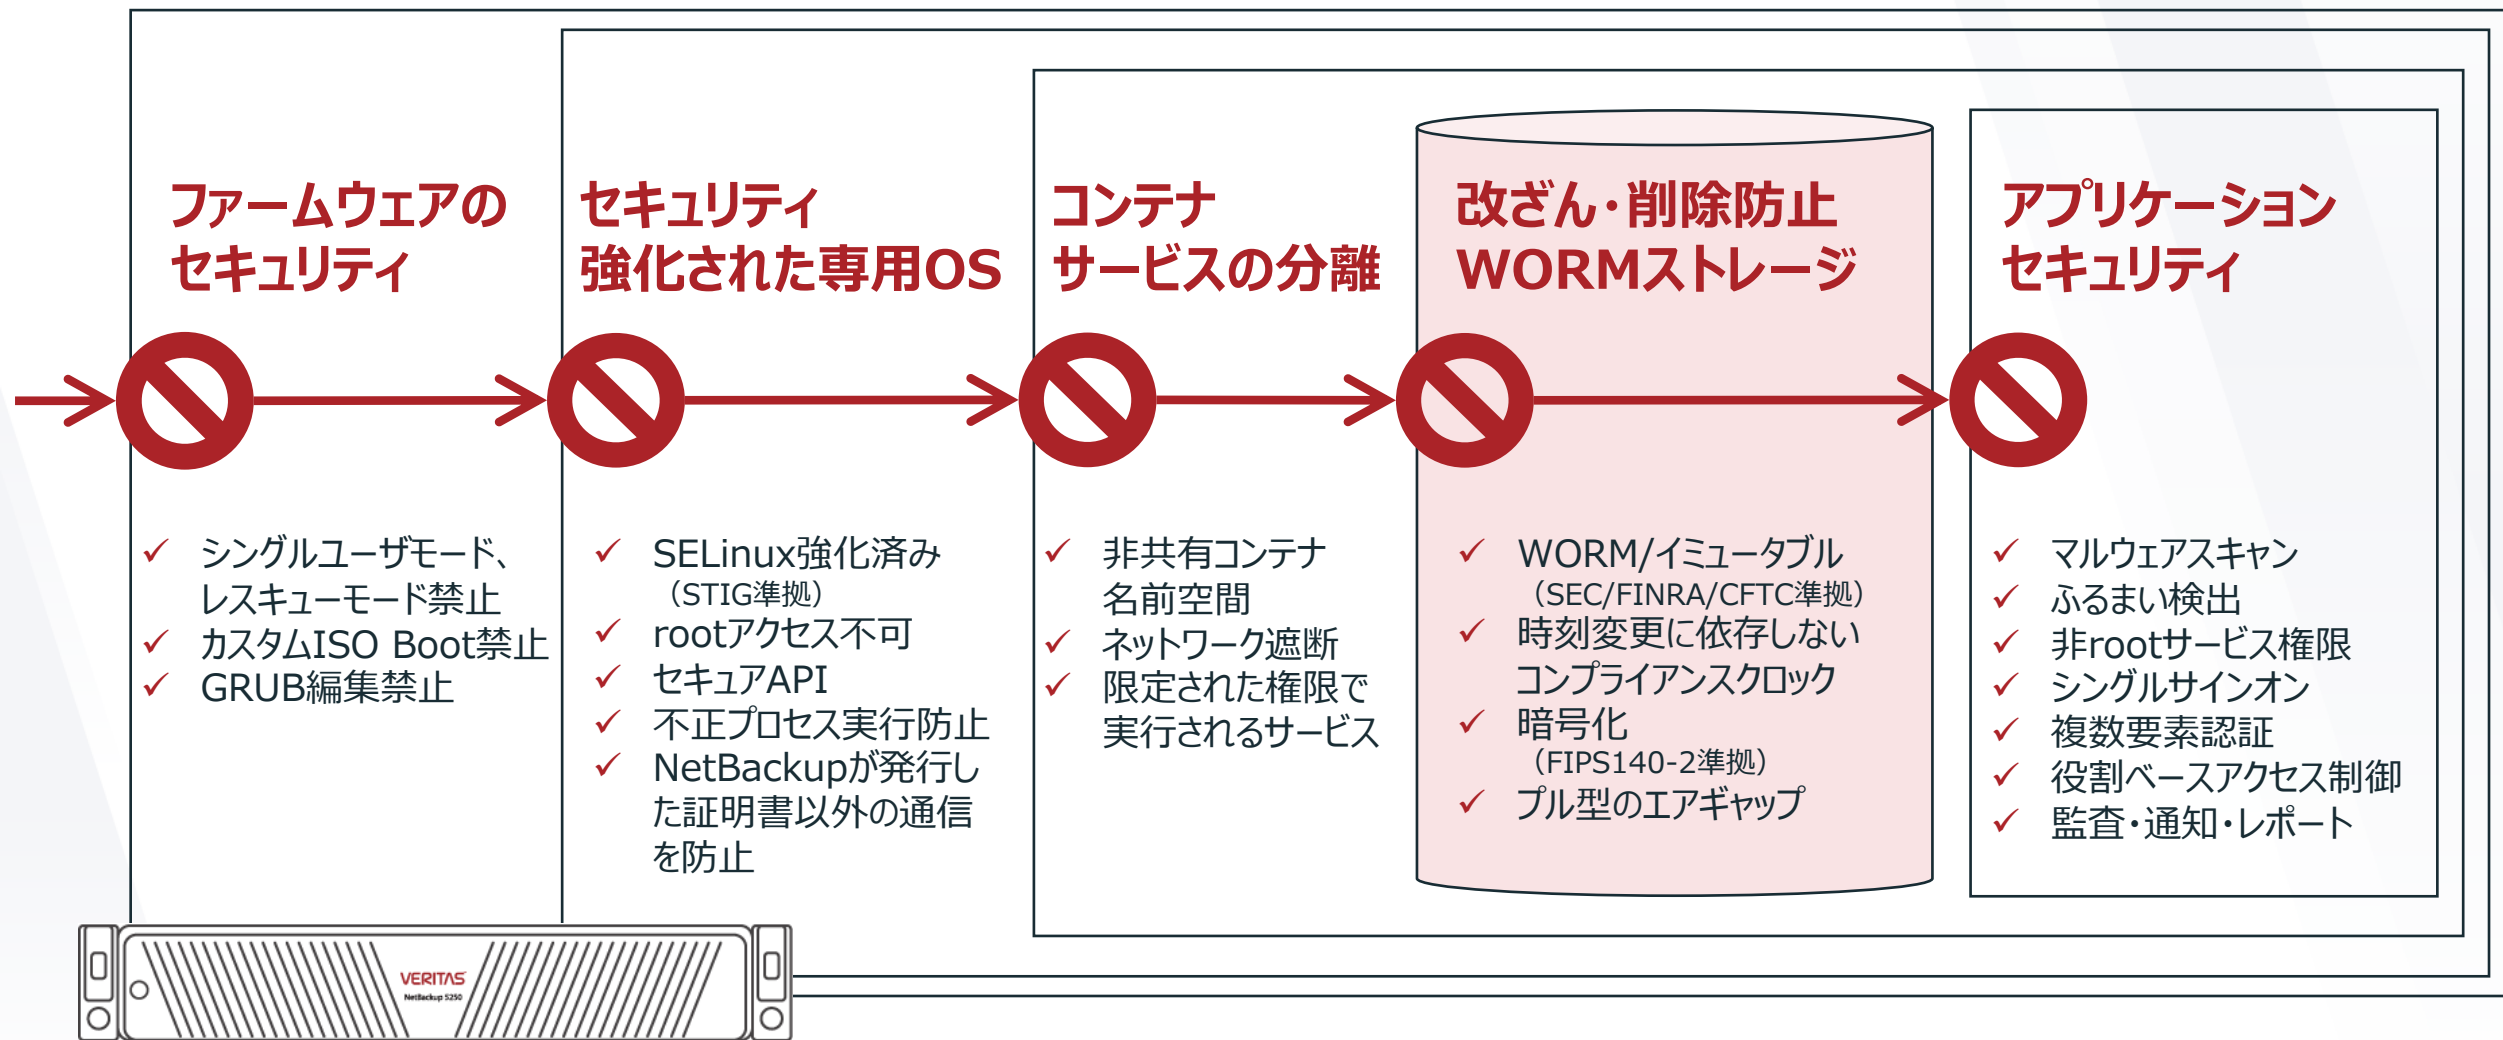 ファームウェアの
セキュリティ
シングルユーザモード、
レスキューモード禁止
カスタムISO Boot禁止
GRUB編集禁止
セキュリティ
強化された専用OS
SELinux強化済み
（STIG準拠）
rootアクセス不可
セキュアAPI
不正プロセス実行防止
NetBackupが発行し
た証明書以外の通信
を防止
コンテナ
サービスの分離
非共有コンテナ
名前空間
ネットワーク遮断
限定された権限で
実行されるサービス
改ざん・削除防止
WORMストレージ
WORM/イミュータブル
（SEC/FINRA/CFTC準拠）
時刻変更に依存しない
コンプライアンスクロック
暗号化
（FIPS140-2準拠）
プル型のエアギャップ
アプリケーション
セキュリティ
マルウェアスキャン
ふるまい検出
非rootサービス権限
シングルサインオン
複数要素認証
役割ベースアクセス制御
監査・通知・レポート
VERITAS
NetBackup 5250